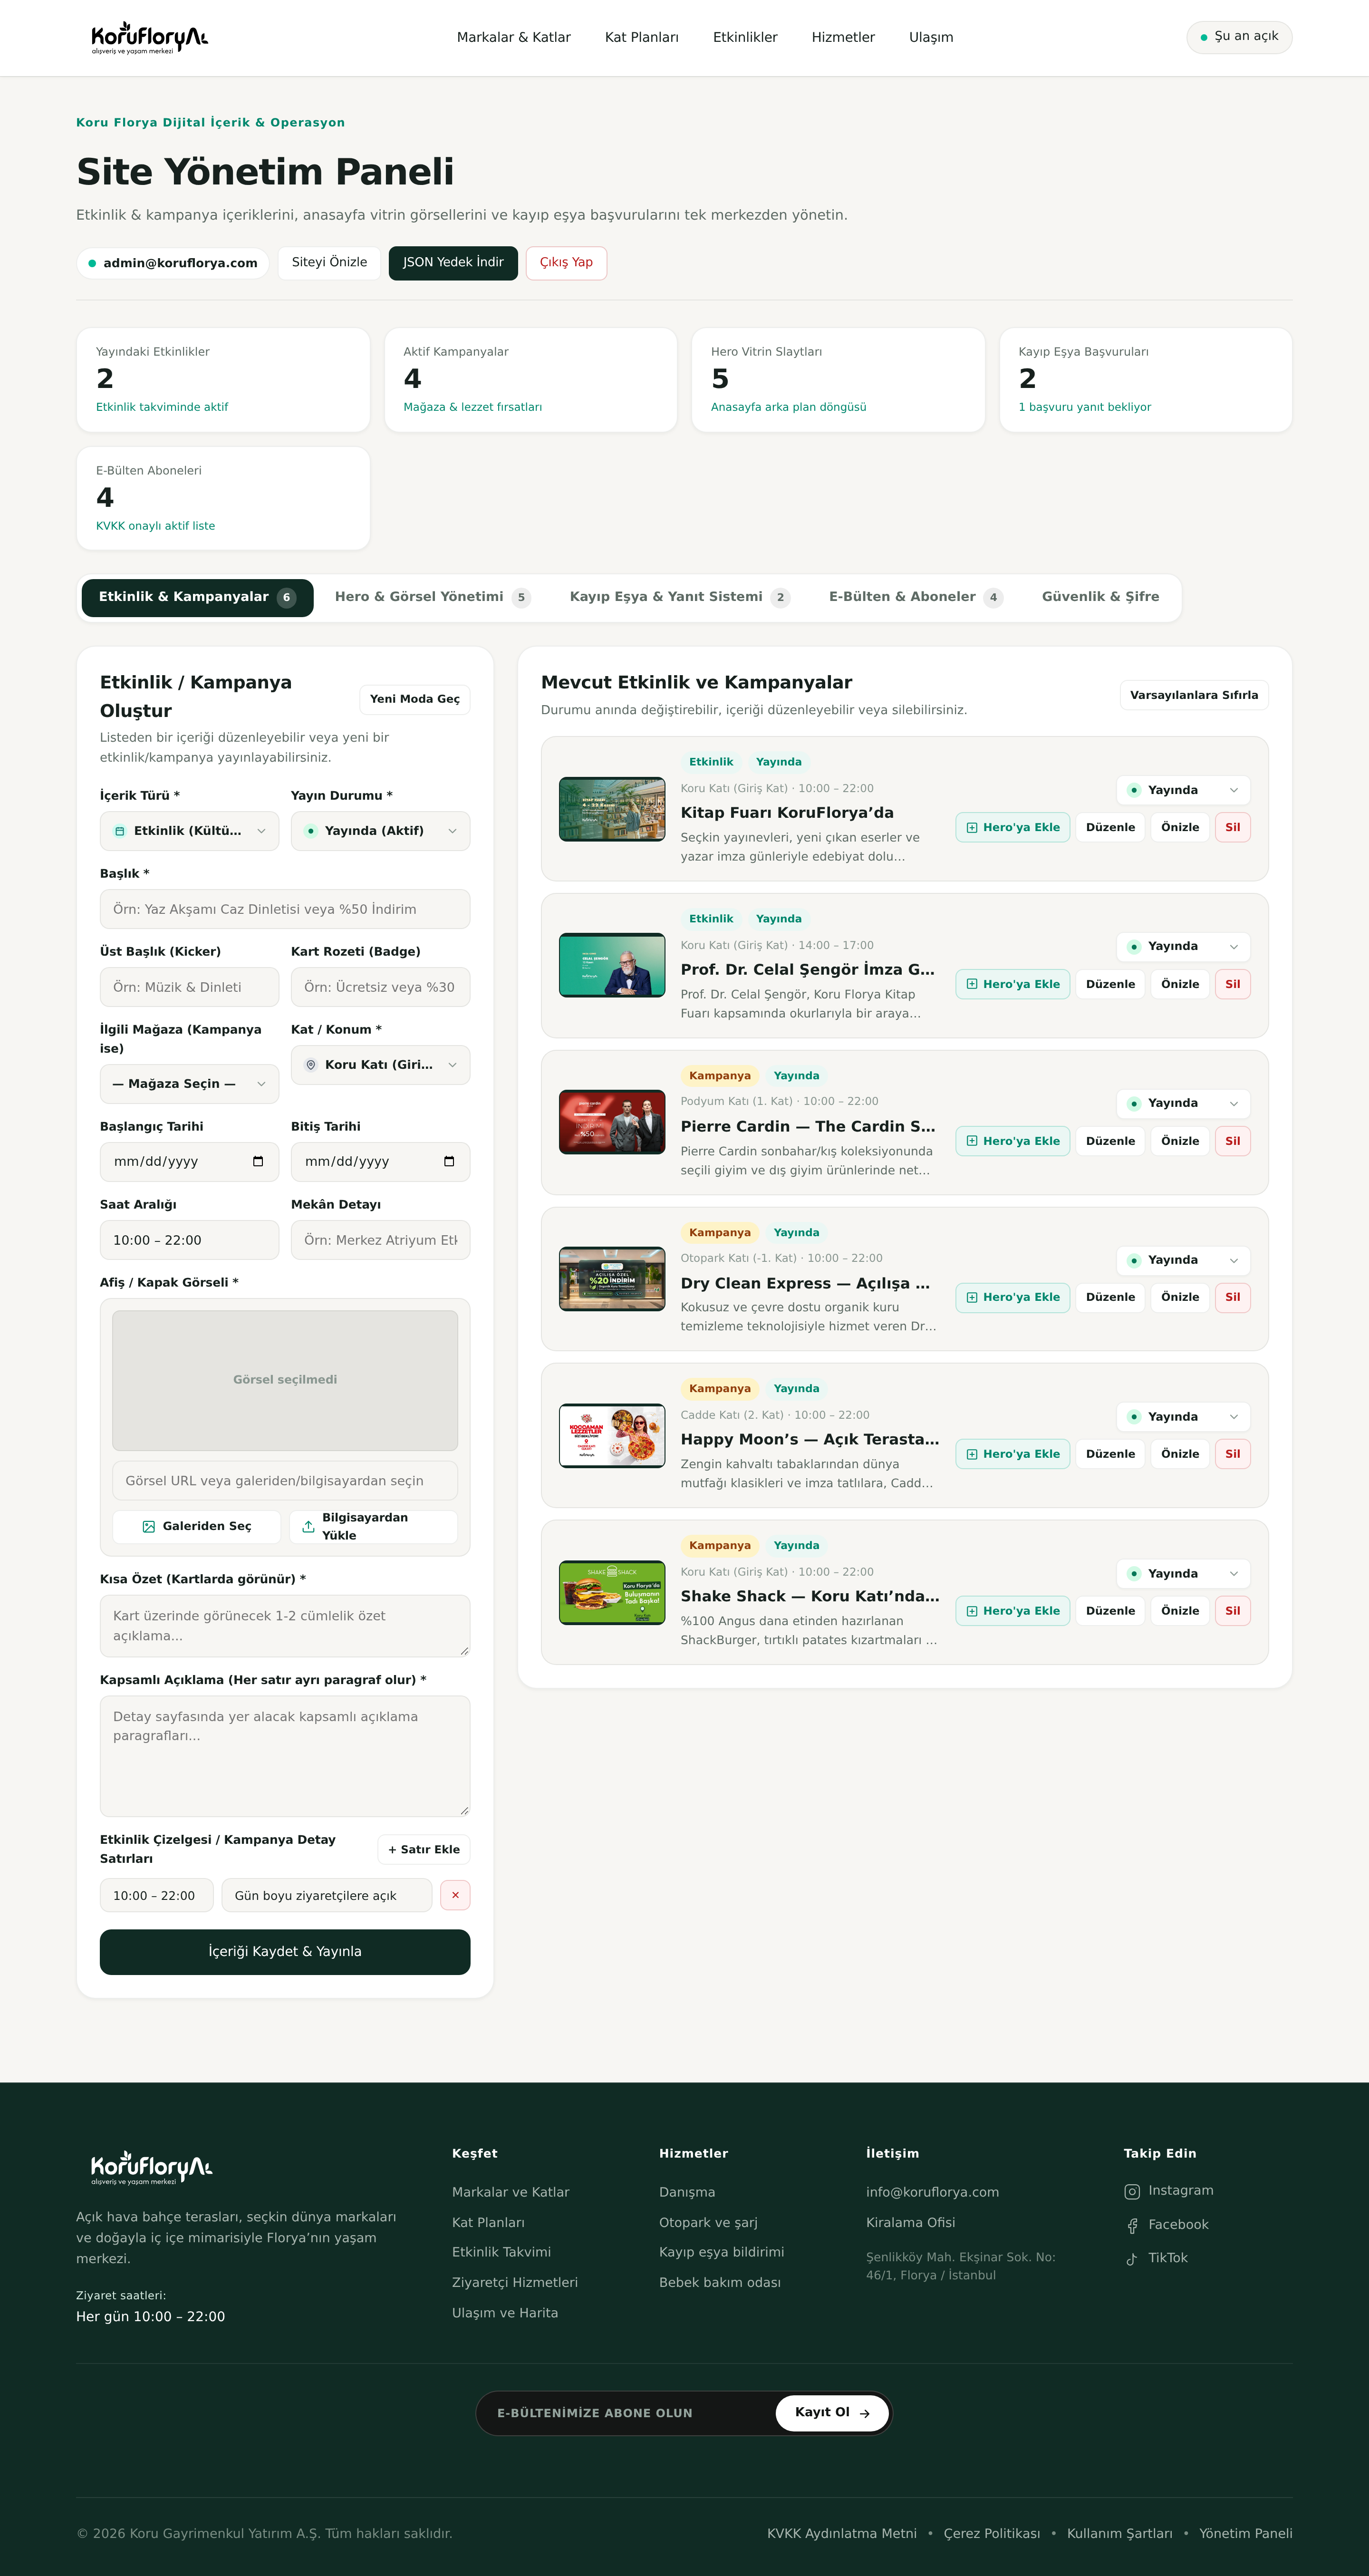 KoruFlorya
alışveriş ve yaşam merkezi
Markalar & Katlar
Kat Planları
Etkinlikler
Hizmetler
Ulaşım
Şu an açık
Koru Florya Dijital İçerik & Operasyon
Site Yönetim Paneli
Etkinlik & kampanya içeriklerini, anasayfa vitrin görsellerini ve kayıp eşya başvurularını tek merkezden yönetin.
admin@koruflorya.com
Siteyi Önizle
JSON Yedek İndir
Çıkış Yap
Yayındaki Etkinlikler
2
Etkinlik takviminde aktif
Aktif Kampanyalar
4
Mağaza & lezzet fırsatları
Hero Vitrin Slaytları
5
Anasayfa arka plan döngüsü
Kayıp Eşya Başvuruları
2
1 başvuru yanıt bekliyor
E-Bülten Aboneleri
4
KVKK onaylı aktif liste
Etkinlik & Kampanyalar 6
Hero & Görsel Yönetimi 5
Kayıp Eşya & Yanıt Sistemi 2
E-Bülten & Aboneler 4
Güvenlik & Şifre
Etkinlik / Kampanya
Oluştur
Yeni Moda Geç
Listeden bir içeriği düzenleyebilir veya yeni bir
etkinlik/kampanya yayınlayabilirsiniz.
İçerik Türü *
Yayın Durumu *
Etkinlik (Kültü...
Yayında (Aktif)
Başlık *
Örn: Yaz Akşamı Caz Dinletisi veya %50 İndirim
Üst Başlık (Kicker)
Kart Rozeti (Badge)
Örn: Müzik & Dinleti
Örn: Ücretsiz veya %30
İlgili Mağaza (Kampanya
ise)
Kat / Konum *
— Mağaza Seçin —
Koru Katı (Giri...
Başlangıç Tarihi
Bitiş Tarihi
mm/dd/yyyy
mm/dd/yyyy
Saat Aralığı
Mekân Detayı
10:00 – 22:00
Örn: Merkez Atriyum Etk
Afiş / Kapak Görseli *
Görsel seçilmedi
Görsel URL veya galeriden/bilgisayardan seçin
Galeriden Seç
Bilgisayardan
Yükle
Kısa Özet (Kartlarda görünür) *
Kart üzerinde görünecek 1-2 cümlelik özet
açıklama...
Kapsamlı Açıklama (Her satır ayrı paragraf olur) *
Detay sayfasında yer alacak kapsamlı açıklama
paragrafları...
Etkinlik Çizelgesi / Kampanya Detay
Satırları
+ Satır Ekle
10:00 – 22:00
Gün boyu ziyaretçilere açık
✕
İçeriği Kaydet & Yayınla
Mevcut Etkinlik ve Kampanyalar
Durumu anında değiştirebilir, içeriği düzenleyebilir veya silebilirsiniz.
Varsayılanlara Sıfırla
Etkinlik
Yayında
Koru Katı (Giriş Kat) · 10:00 – 22:00
Kitap Fuarı KoruFlorya’da
Seçkin yayınevleri, yeni çıkan eserler ve
yazar imza günleriyle edebiyat dolu...
Yayında
Hero'ya Ekle
Düzenle
Önizle
Sil
Etkinlik
Yayında
Koru Katı (Giriş Kat) · 14:00 – 17:00
Prof. Dr. Celal Şengör İmza G...
Prof. Dr. Celal Şengör, Koru Florya Kitap
Fuarı kapsamında okurlarıyla bir araya...
Yayında
Hero'ya Ekle
Düzenle
Önizle
Sil
Kampanya
Yayında
Podyum Katı (1. Kat) · 10:00 – 22:00
Pierre Cardin — The Cardin S...
Pierre Cardin sonbahar/kış koleksiyonunda
seçili giyim ve dış giyim ürünlerinde net...
Yayında
Hero'ya Ekle
Düzenle
Önizle
Sil
%20 İNDİRİM
Kampanya
Yayında
Otopark Katı (-1. Kat) · 10:00 – 22:00
Dry Clean Express — Açılışa ...
Kokusuz ve çevre dostu organik kuru
temizleme teknolojisiyle hizmet veren Dr...
Yayında
Hero'ya Ekle
Düzenle
Önizle
Sil
Kampanya
Yayında
Cadde Katı (2. Kat) · 10:00 – 22:00
Happy Moon’s — Açık Terasta...
Zengin kahvaltı tabaklarından dünya
mutfağı klasikleri ve imza tatlılara, Cadd...
Yayında
Hero'ya Ekle
Düzenle
Önizle
Sil
SHAKE SHACK
Koru Florya'da
Buluşmanın
Tadı Başka!
Kampanya
Yayında
Koru Katı (Giriş Kat) · 10:00 – 22:00
Shake Shack — Koru Katı’nda...
%100 Angus dana etinden hazırlanan
ShackBurger, tırtıklı patates kızartmaları ...
Yayında
Hero'ya Ekle
Düzenle
Önizle
Sil
KoruFlorya
alışveriş ve yaşam merkezi
Açık hava bahçe terasları, seçkin dünya markaları
ve doğayla iç içe mimarisiyle Florya’nın yaşam
merkezi.
Ziyaret saatleri:
Her gün 10:00 – 22:00
Keşfet
Markalar ve Katlar
Kat Planları
Etkinlik Takvimi
Ziyaretçi Hizmetleri
Ulaşım ve Harita
Hizmetler
Danışma
Otopark ve şarj
Kayıp eşya bildirimi
Bebek bakım odası
İletişim
info@koruflorya.com
Kiralama Ofisi
Şenlikköy Mah. Ekşinar Sok. No:
46/1, Florya / İstanbul
Takip Edin
Instagram
Facebook
TikTok
E-BÜLTENİMİZE ABONE OLUN
Kayıt Ol →
© 2026 Koru Gayrimenkul Yatırım A.Ş. Tüm hakları saklıdır.
KVKK Aydınlatma Metni • Çerez Politikası • Kullanım Şartları • Yönetim Paneli